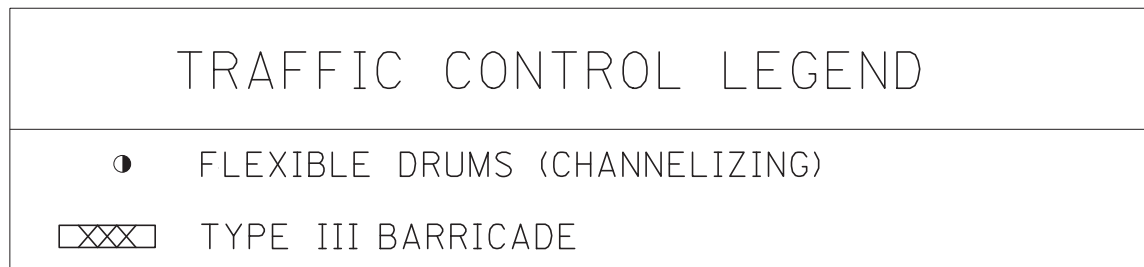 TRAFFIC CONTROL LEGEND
FLEXIBLE DRUMS (CHANNELIZING)
TYPE III BARRICADE